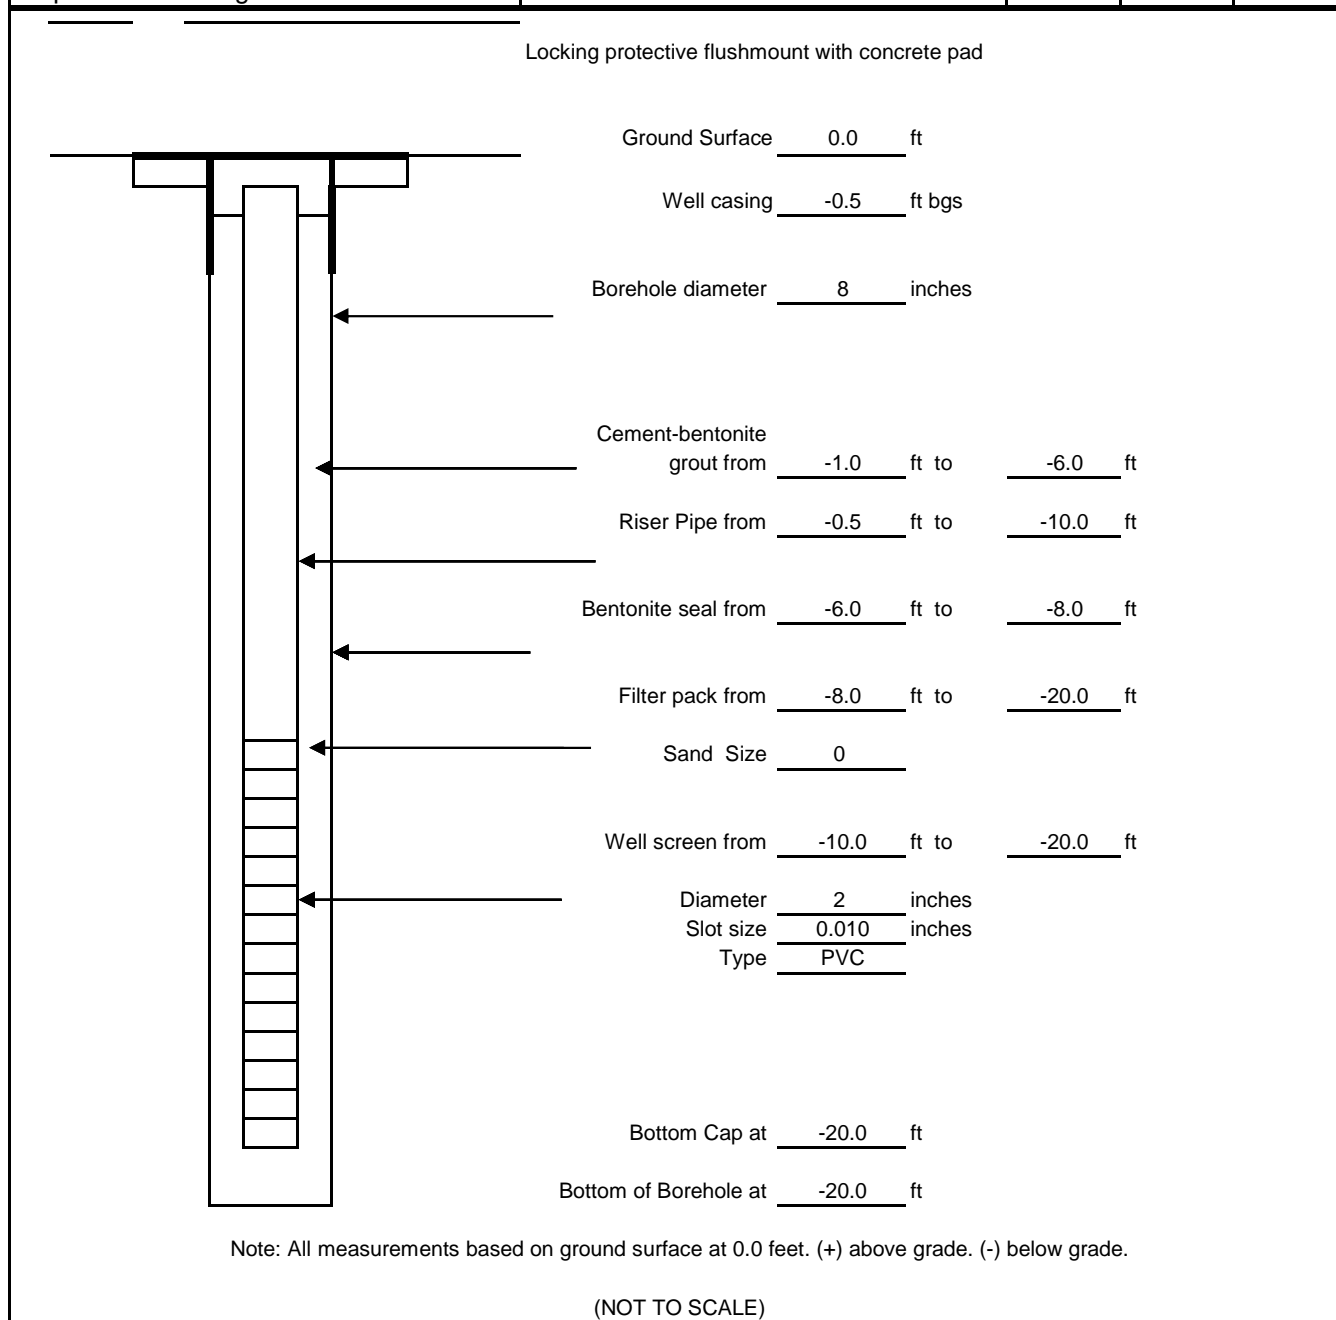 Locking protective flushmount with concrete pad
Ground Surface 0.0 ft
Well casing -0.5 ft bgs
Borehole diameter 8 inches
Cement-bentonite
grout from -1.0 ft to -6.0 ft
Riser Pipe from -0.5 ft to -10.0 ft
Bentonite seal from -6.0 ft to -8.0 ft
Filter pack from -8.0 ft to -20.0 ft
Sand Size 0
Well screen from -10.0 ft to -20.0 ft
Diameter 2 inches
Slot size 0.010 inches
Type PVC
Bottom Cap at -20.0 ft
Bottom of Borehole at -20.0 ft
Note: All measurements based on ground surface at 0.0 feet. (+) above grade. (-) below grade.
(NOT TO SCALE)